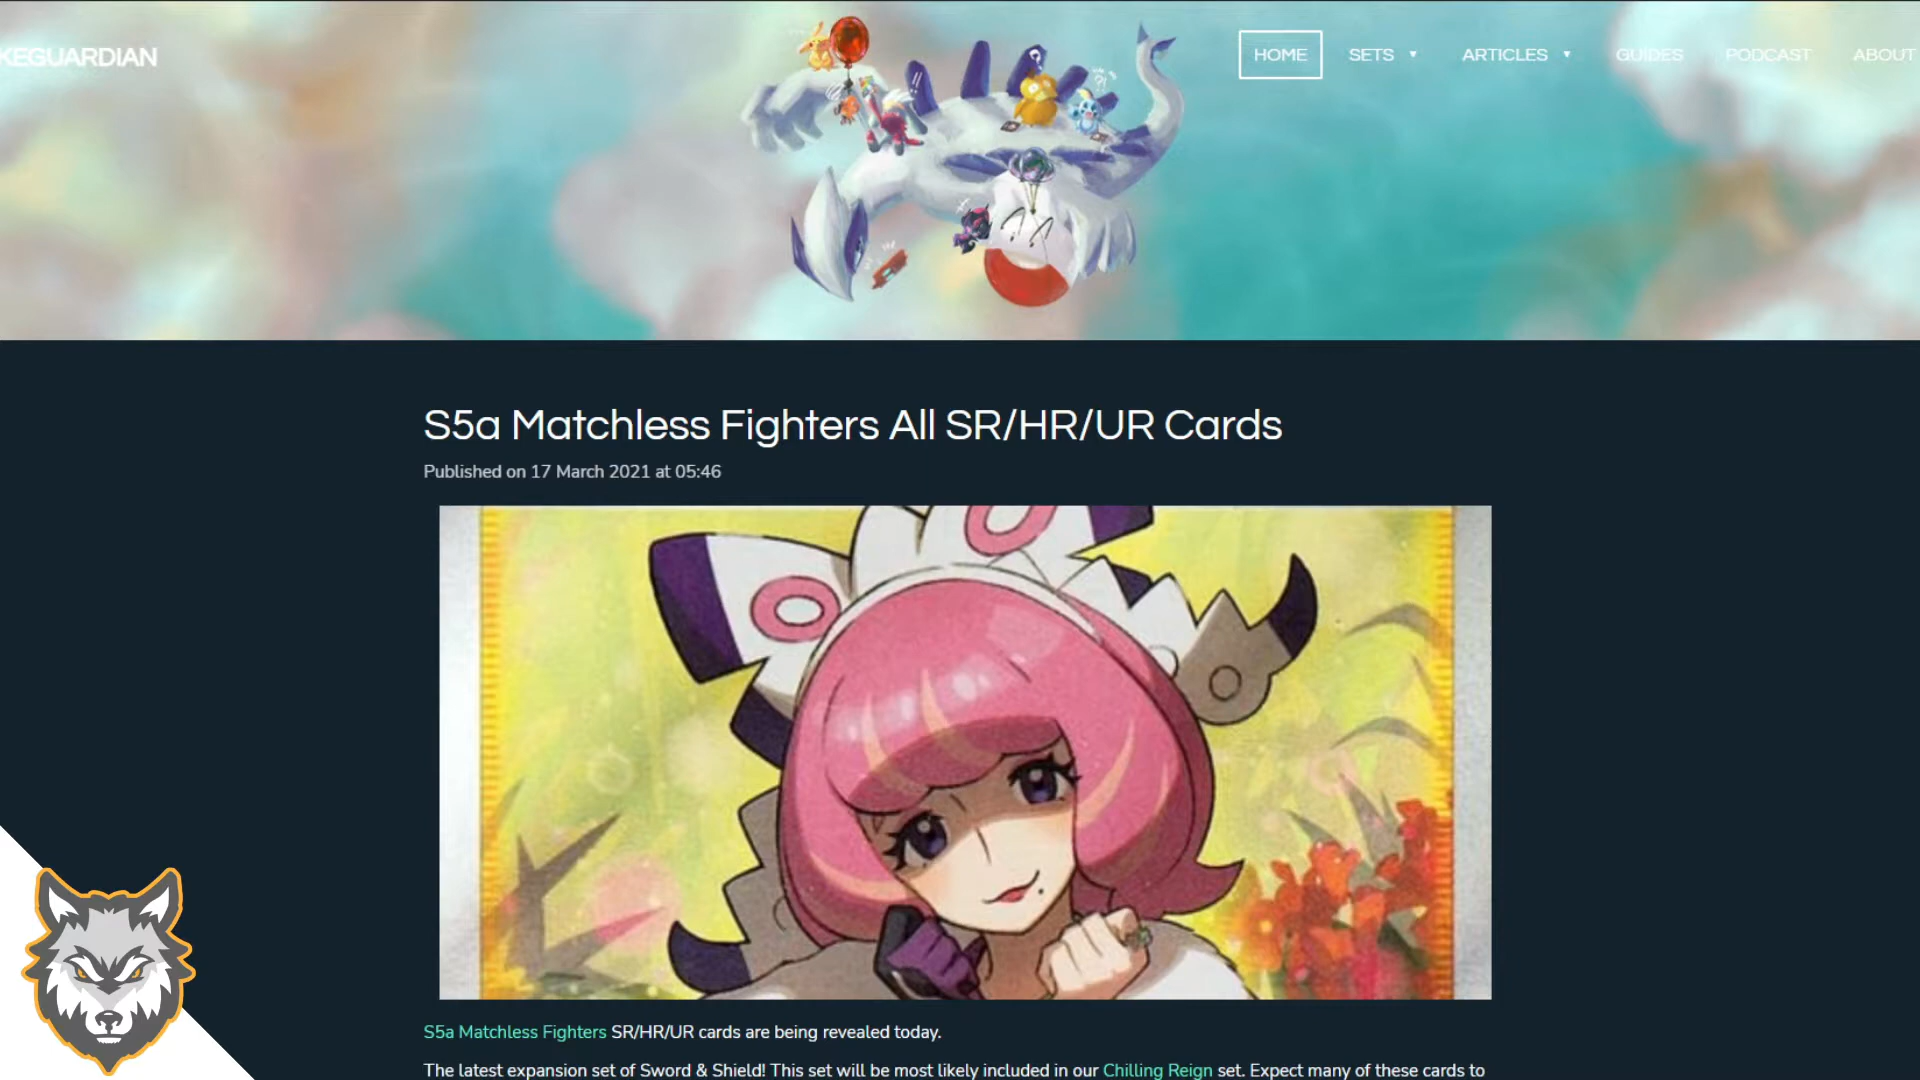 KEGUARDIAN
HOME SETS ARTICLES GUIDES PODCAST ABOUT
S5a Matchless Fighters All SR/HR/UR Cards
Published on 17 March 2021 at 05:46
S5a Matchless Fighters SR/HR/UR cards are being revealed today.
The latest expansion set of Sword & Shield! This set will be most likely included in our Chilling Reign set. Expect many of these cards to